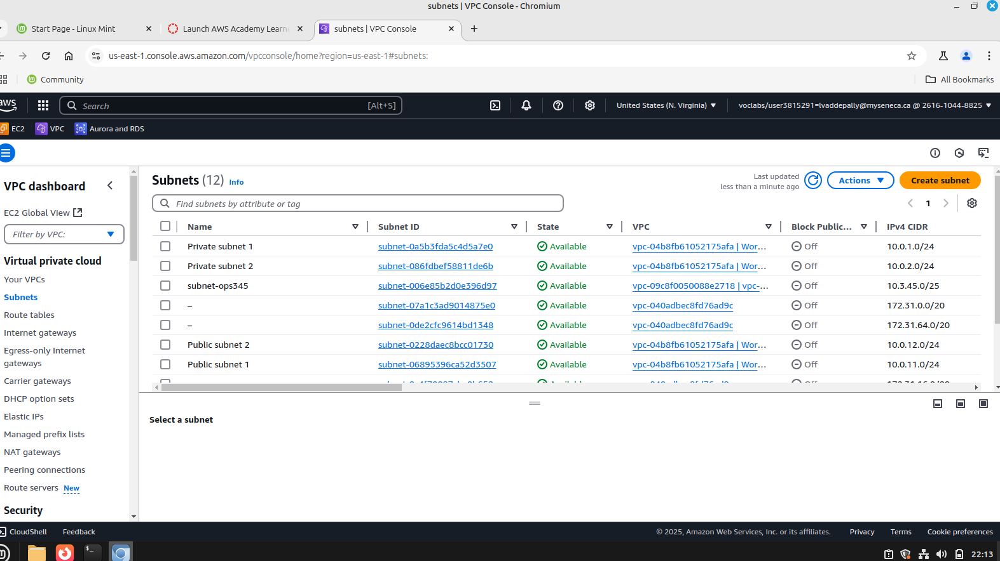 subnets | VPC Console - Chromium
Start Page - Linux Mint
Launch AWS Academy Learn
subnets | VPC Console
us-east-1.console.aws.amazon.com/vpcconsole/home?region=us-east-1#subnets:
Community
All Bookmarks
aws
Search
[Alt+S]
United States (N. Virginia)
voclabs/user3815291=lvaddepally@myseneca.ca @ 2616-1044-8825
EC2
VPC
Aurora and RDS
VPC dashboard
EC2 Global View
Filter by VPC:
Virtual private cloud
Your VPCs
Subnets
Route tables
Internet gateways
Egress-only Internet gateways
Carrier gateways
DHCP option sets
Elastic IPs
Managed prefix lists
NAT gateways
Peering connections
Route servers New
Security
Subnets (12) Info
Last updated
less than a minute ago
Actions
Create subnet
Find subnets by attribute or tag
1
Name Subnet ID State VPC Block Public... IPv4 CIDR
Private subnet 1 subnet-0a5b3fda5c4d5a7e0 Available vpc-04b8fb61052175afa | Wor... Off 10.0.1.0/24
Private subnet 2 subnet-086fdbef58811de6b Available vpc-04b8fb61052175afa | Wor... Off 10.0.2.0/24
subnet-ops345 subnet-006e85b2d0e396d97 Available vpc-09c8f0050088e2718 | vpc-... Off 10.3.45.0/25
– subnet-07a1c3ad9014875e0 Available vpc-040adbec8fd76ad9c Off 172.31.0.0/20
– subnet-0de2cfc9614bd1348 Available vpc-040adbec8fd76ad9c Off 172.31.64.0/20
Public subnet 2 subnet-0228daec8bcc01730 Available vpc-04b8fb61052175afa | Wor... Off 10.0.12.0/24
Public subnet 1 subnet-06895396ca52d3507 Available vpc-04b8fb61052175afa | Wor... Off 10.0.11.0/24
Select a subnet
CloudShell
Feedback
© 2025, Amazon Web Services, Inc. or its affiliates.
Privacy
Terms
Cookie preferences
22:13